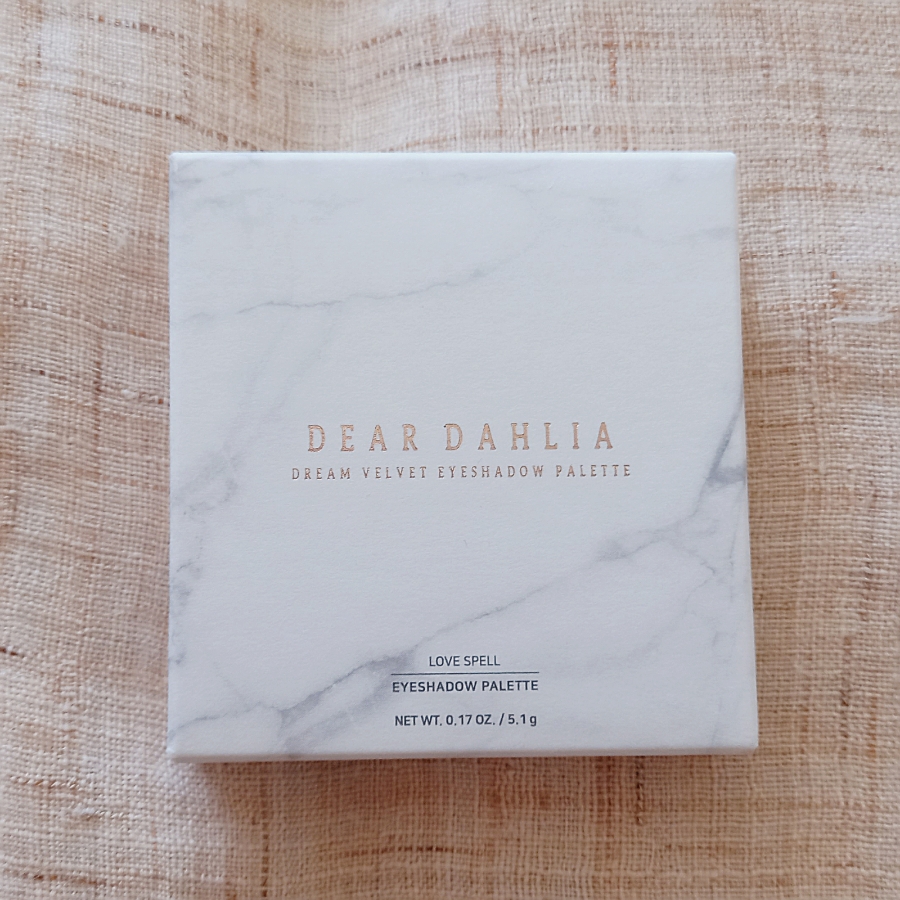 DEAR DAHLIA
DREAM VELVET EYESHADOW PALETTE
LOVE SPELL
EYESHADOW PALETTE
NET WT. 0.17 OZ. / 5.1 g